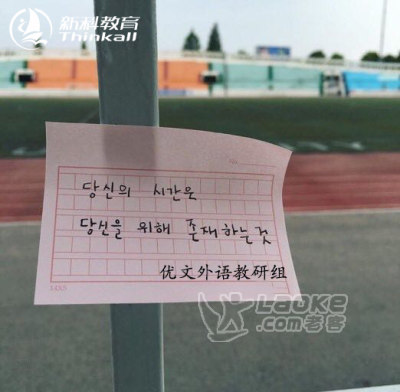 新科教育
Thinkall
No
당신의 시간은
당신을 위해 존재하는것
优文外语教研组
LAOKE
.com老客